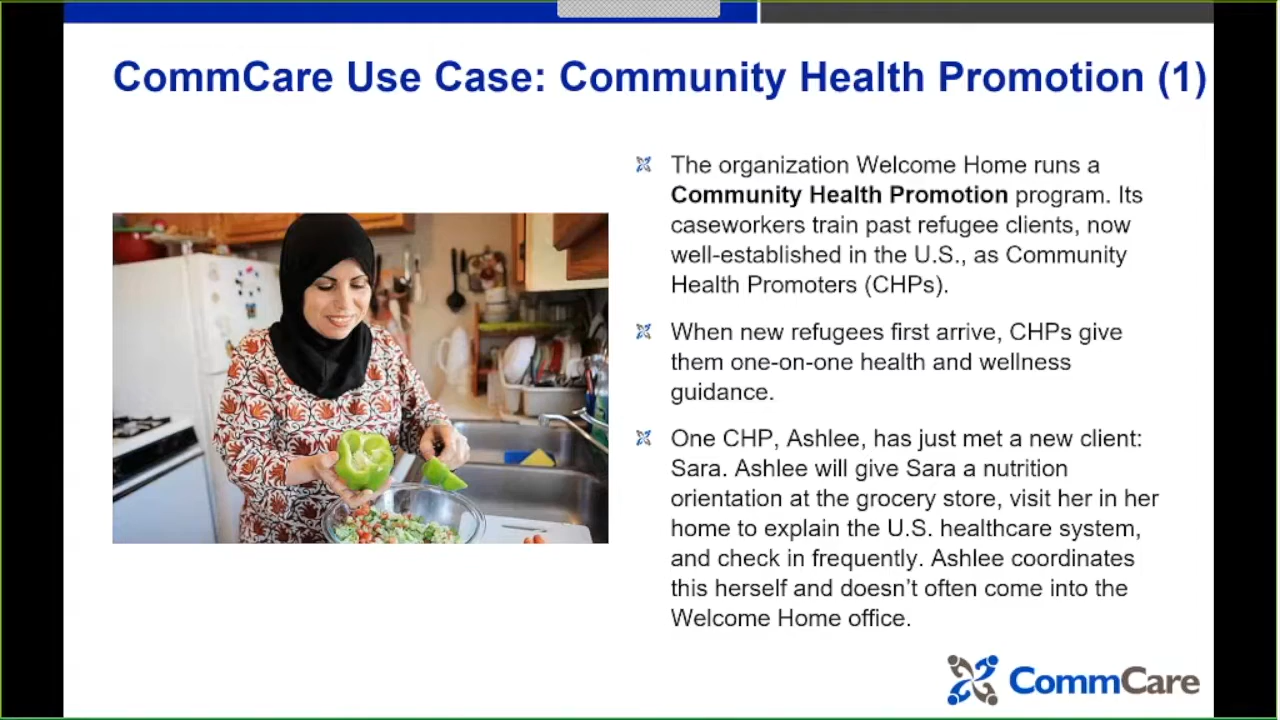 CommCare Use Case: Community Health Promotion (1)
The organization Welcome Home runs a
Community Health Promotion program. Its
caseworkers train past refugee clients, now
well-established in the U.S., as Community
Health Promoters (CHPs).
When new refugees first arrive, CHPs give
them one-on-one health and wellness
guidance.
One CHP, Ashlee, has just met a new client:
Sara. Ashlee will give Sara a nutrition
orientation at the grocery store, visit her in her
home to explain the U.S. healthcare system,
and check in frequently. Ashlee coordinates
this herself and doesn’t often come into the
Welcome Home office.
CommCare